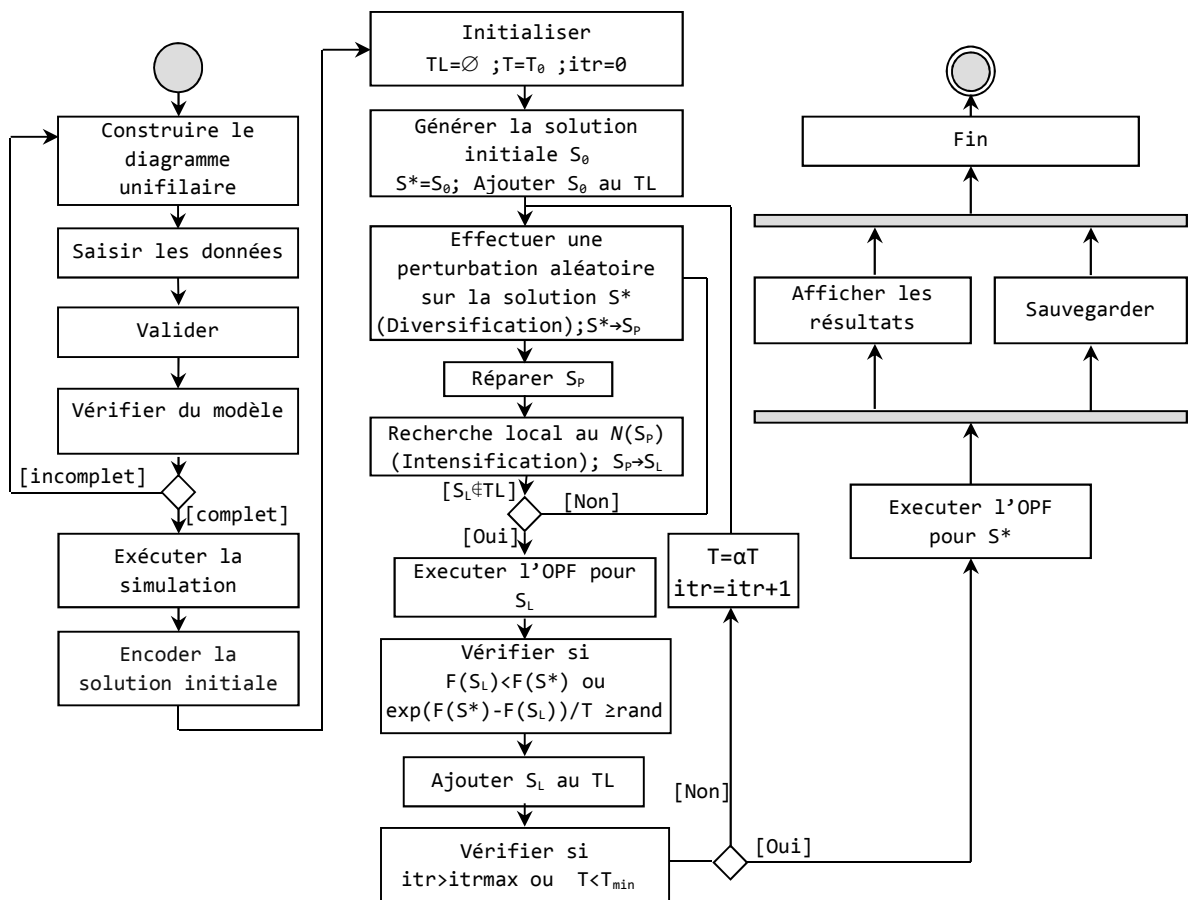 Construire le
diagramme
unifilaire
Saisir les données
Valider
Vérifier du modèle
[incomplet]
[complet]
Exécuter la
simulation
Encoder la
solution initiale
Initialiser
TL=∅ ;T=T₀ ;itr=0
Générer la solution
initiale S₀
S*=S₀; Ajouter S₀ au TL
Effectuer une
perturbation aléatoire
sur la solution S*
(Diversification);S*→Sₚ
Réparer Sₚ
Recherche local au N(Sₚ)
(Intensification); Sₚ→S_L
[S_L∉TL]
[Non]
[Oui]
Executer l’OPF pour
S_L
Vérifier si
F(S_L)<F(S*) ou
exp(F(S*)-F(S_L))/T ≥rand
Ajouter S_L au TL
Vérifier si
itr>itrmax ou T<T_min
[Non]
[Oui]
T=αT
itr=itr+1
Executer l’OPF
pour S*
Afficher les
résultats
Sauvegarder
Fin